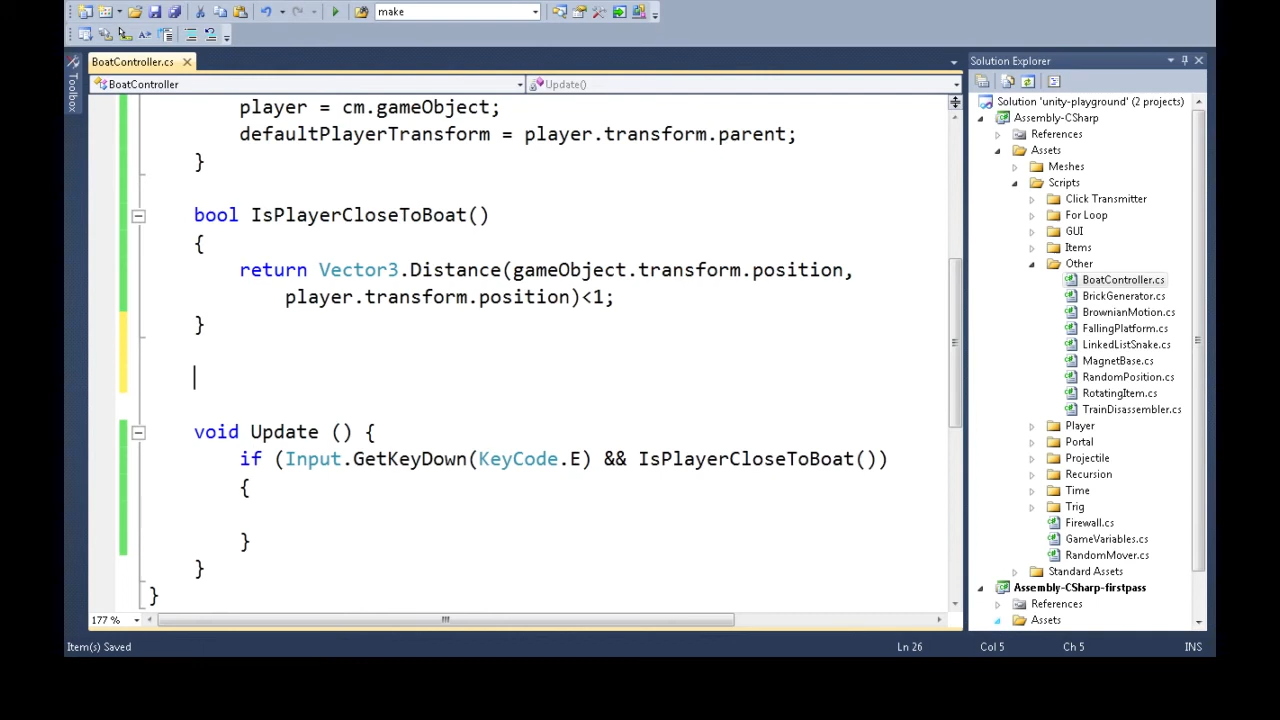 make
BoatController.cs
Solution Explorer
Toolbox
BoatController
Update()
player = cm.gameObject;
defaultPlayerTransform = player.transform.parent;
}
bool IsPlayerCloseToBoat()
{
return Vector3.Distance(gameObject.transform.position,
player.transform.position)<1;
}
void Update () {
if (Input.GetKeyDown(KeyCode.E) && IsPlayerCloseToBoat())
{
}
}
}
177 %
Solution 'unity-playground' (2 projects)
Assembly-CSharp
References
Assets
Meshes
Scripts
Click Transmitter
For Loop
GUI
Items
Other
BoatController.cs
BrickGenerator.cs
BrownianMotion.cs
FallingPlatform.cs
LinkedListSnake.cs
MagnetBase.cs
RandomPosition.cs
RotatingItem.cs
TrainDisassembler.cs
Player
Portal
Projectile
Recursion
Time
Trig
Firewall.cs
GameVariables.cs
RandomMover.cs
Standard Assets
Assembly-CSharp-firstpass
References
Assets
Item(s) Saved
Ln 26
Col 5
Ch 5
INS